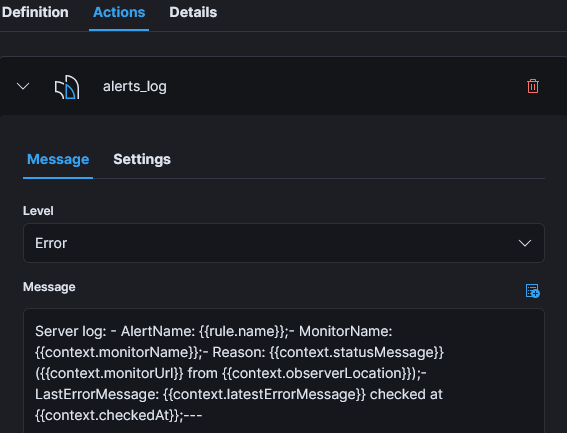 Definition Actions Details
alerts_log
Message Settings
Level
Error
Message
Server log: - AlertName: {{rule.name}};- MonitorName:
{{context.monitorName}};- Reason: {{context.statusMessage}}
({{context.monitorUrl}} from {{context.observerLocation}});-
LastErrorMessage: {{context.latestErrorMessage}} checked at
{{context.checkedAt}};---